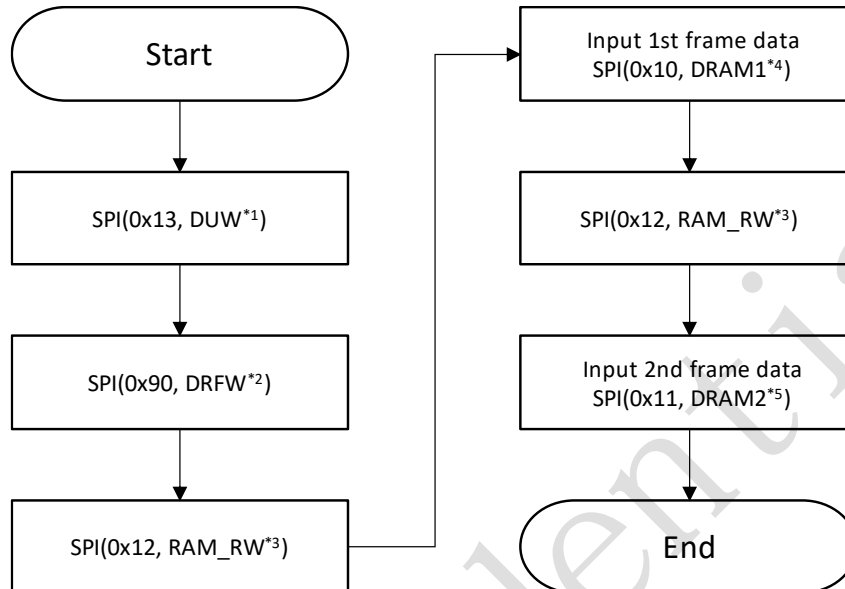 Start
SPI(0x13, DUW*1)
SPI(0x90, DRFW*2)
SPI(0x12, RAM_RW*3)
Input 1st frame data
SPI(0x10, DRAM1*4)
SPI(0x12, RAM_RW*3)
Input 2nd frame data
SPI(0x11, DRAM2*5)
End